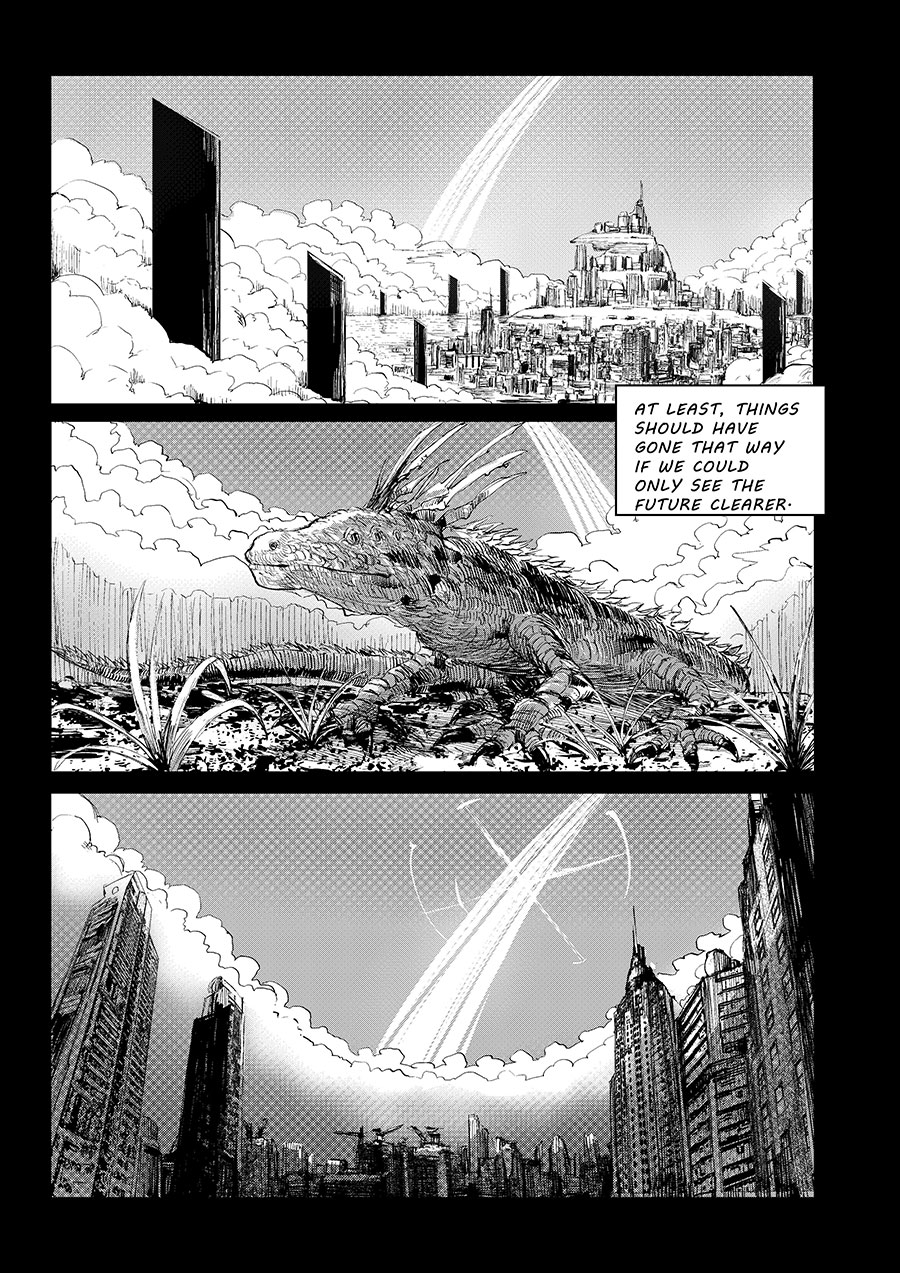 AT LEAST, THINGS
SHOULD HAVE
GONE THAT WAY
IF WE COULD
ONLY SEE THE
FUTURE CLEARER.